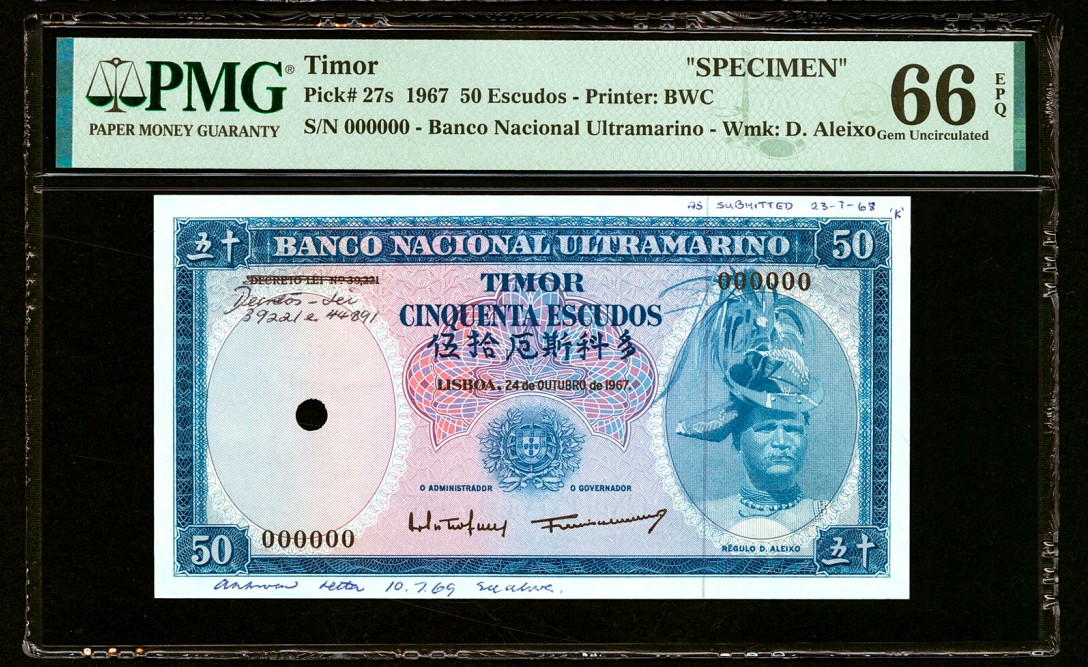 PMG® Timor "SPECIMEN" 66 EPQ
Pick# 27s 1967 50 Escudos - Printer: BWC
PAPER MONEY GUARANTY S/N 000000 - Banco Nacional Ultramarino - Wmk: D. Aleixo Gem Uncirculated
AS SUBMITTED 23-7-68 'K'
五十 BANCO NACIONAL ULTRAMARINO 50
DECRETO LEI Nº 39,221 TIMOR 000000
Decretos-Lei
39221 e 44891
CINQUENTA ESCUDOS
伍拾厄斯科多
LISBOA, 24 de OUTUBRO de 1967.
O ADMINISTRADOR O GOVERNADOR
50 000000 REGULO D. ALEIXO 五十
letter 10.7.69